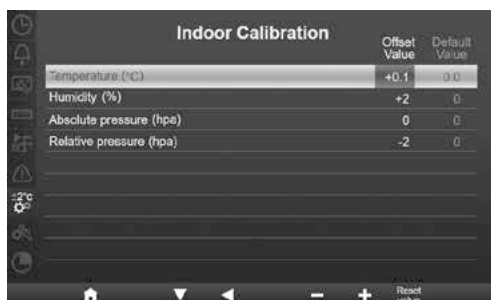 Indoor Calibration
Offset Value
Default Value
Temperature (°C) +0.1 0.0
Humidity (%) +2 0
Absolute pressure (hpa) 0 0
Relative pressure (hpa) -2 0
±2°C
Reset value